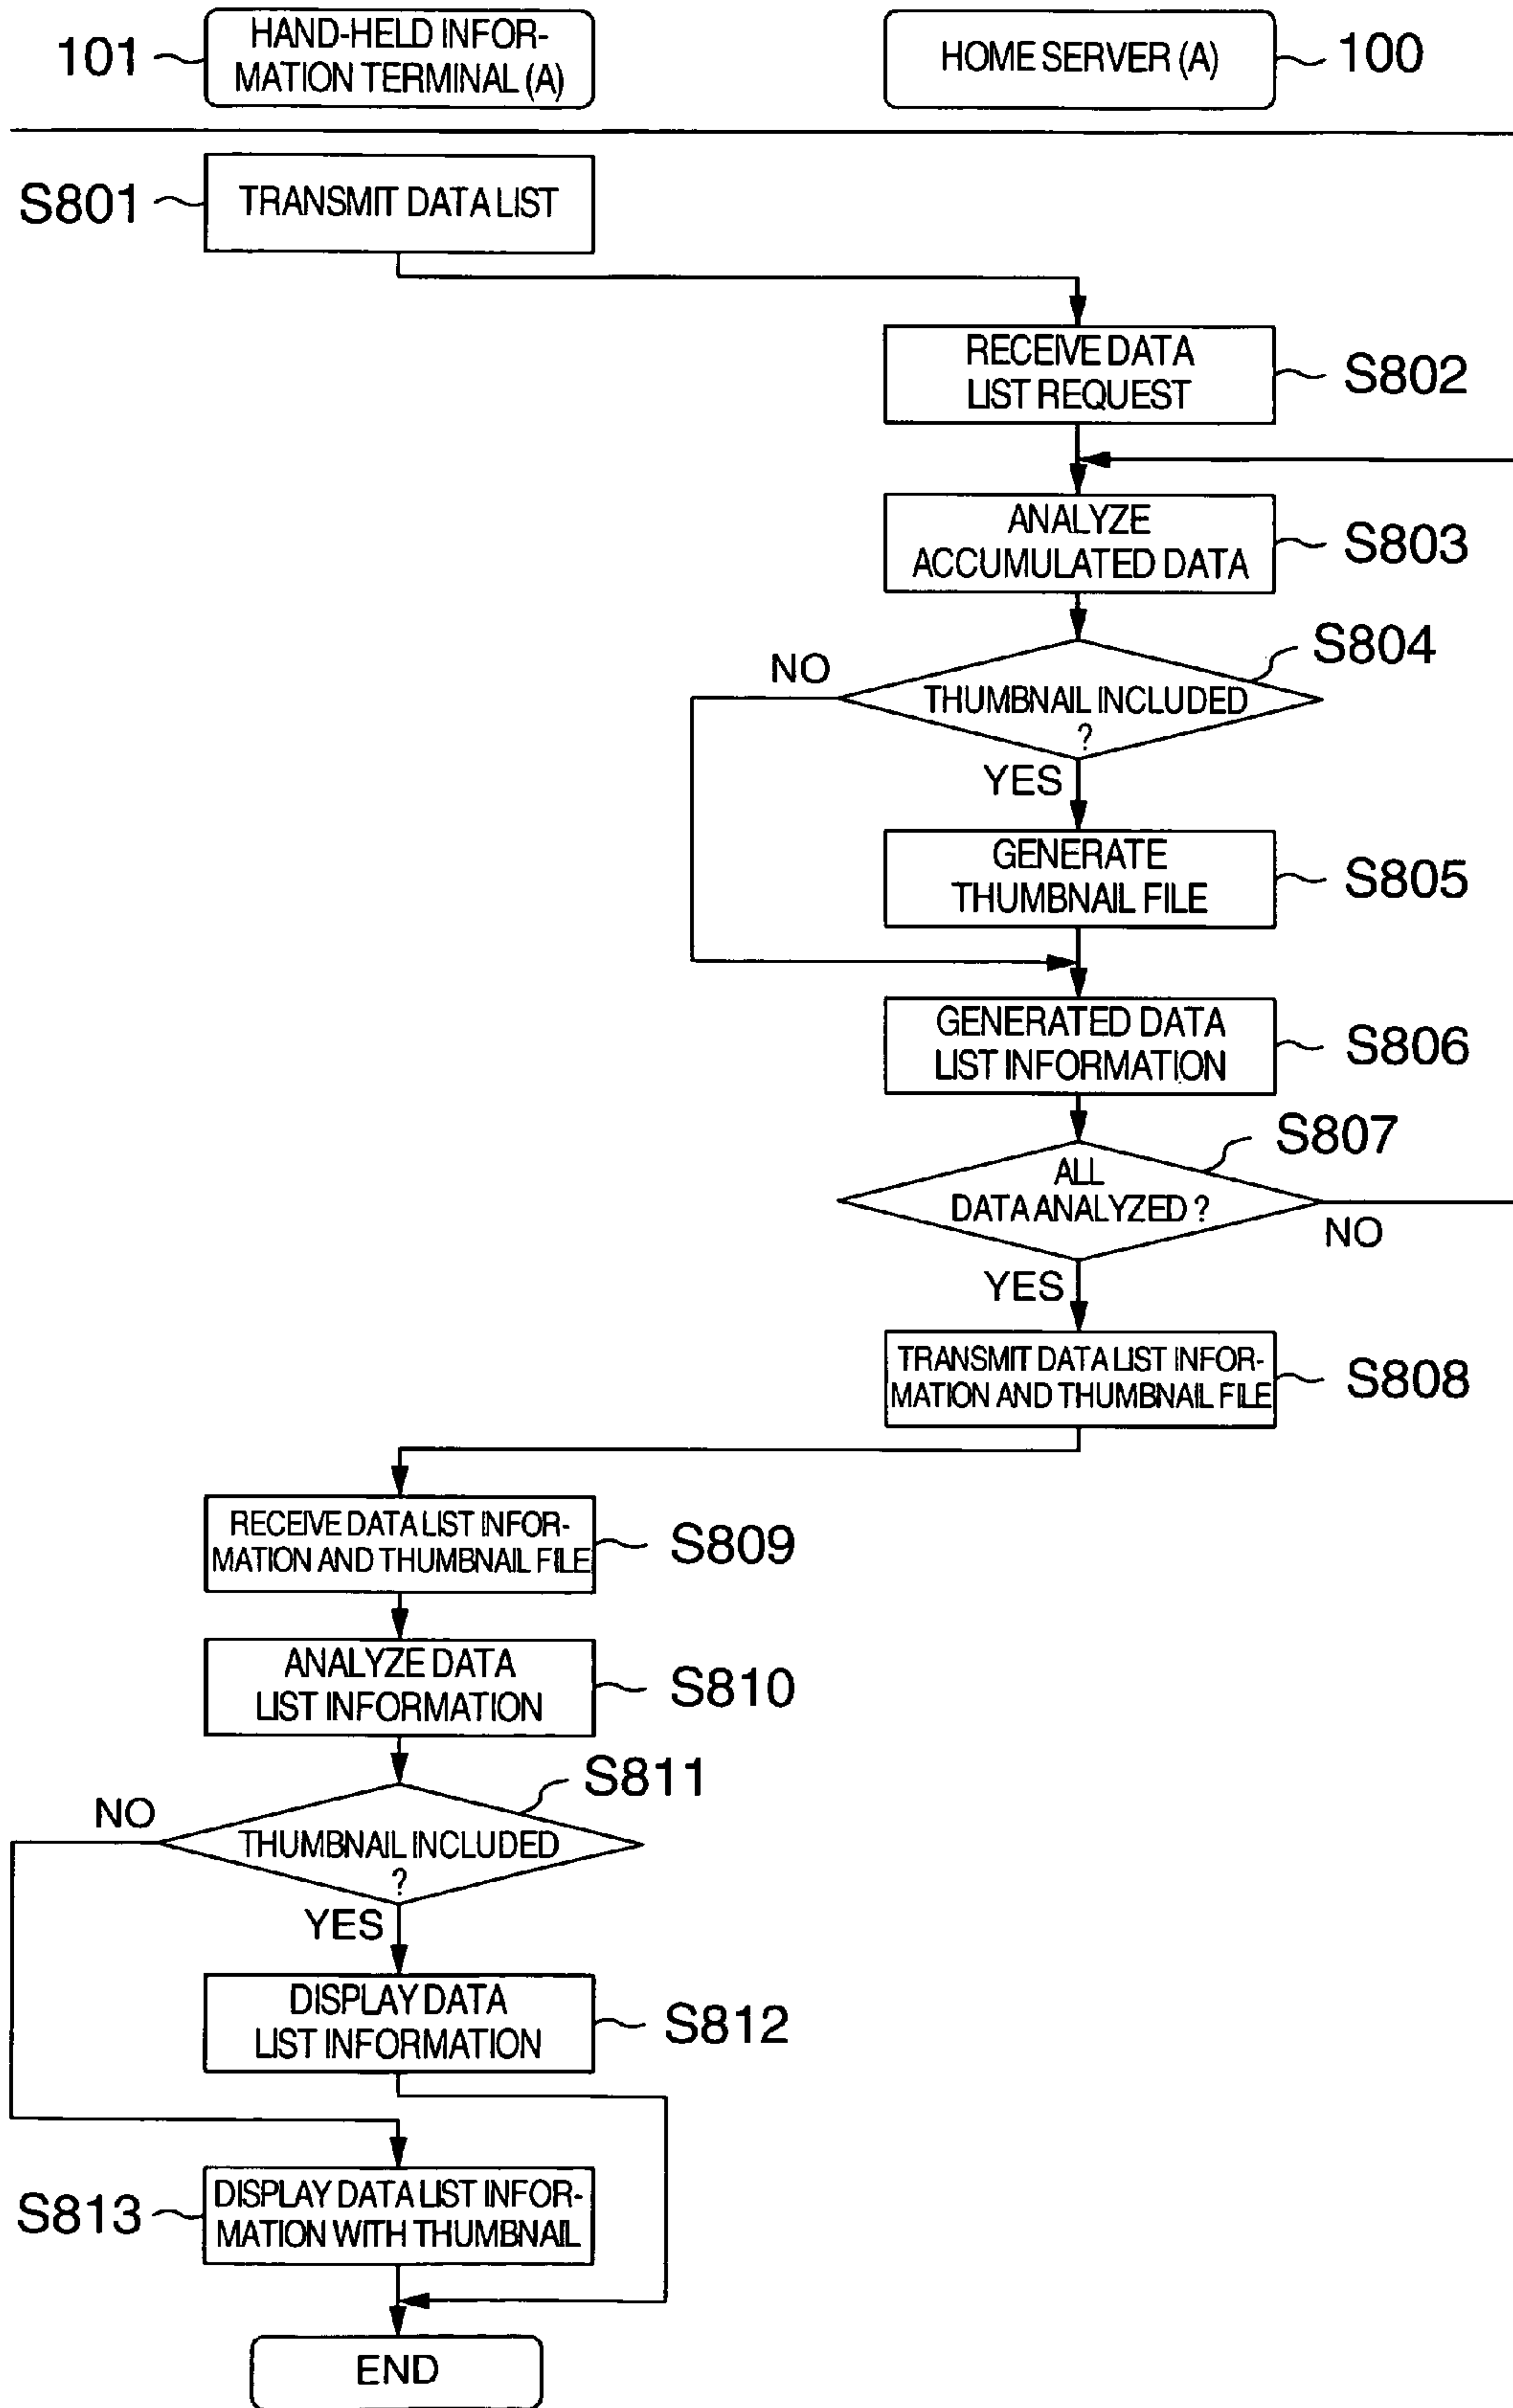 101
HAND-HELD INFOR-
MATION TERMINAL (A)
HOME SERVER (A)
100
S801
TRANSMIT DATA LIST
RECEIVE DATA
LIST REQUEST
S802
ANALYZE
ACCUMULATED DATA
S803
S804
NO
THUMBNAIL INCLUDED
?
YES
GENERATE
THUMBNAIL FILE
S805
GENERATED DATA
LIST INFORMATION
S806
S807
ALL
DATA ANALYZED ?
NO
YES
TRANSMIT DATA LIST INFOR-
MATION AND THUMBNAIL FILE
S808
RECEIVE DATA LIST INFOR-
MATION AND THUMBNAIL FILE
S809
ANALYZE DATA
LIST INFORMATION
S810
S811
NO
THUMBNAIL INCLUDED
?
YES
DISPLAY DATA
LIST INFORMATION
S812
S813
DISPLAY DATA LIST INFOR-
MATION WITH THUMBNAIL
END